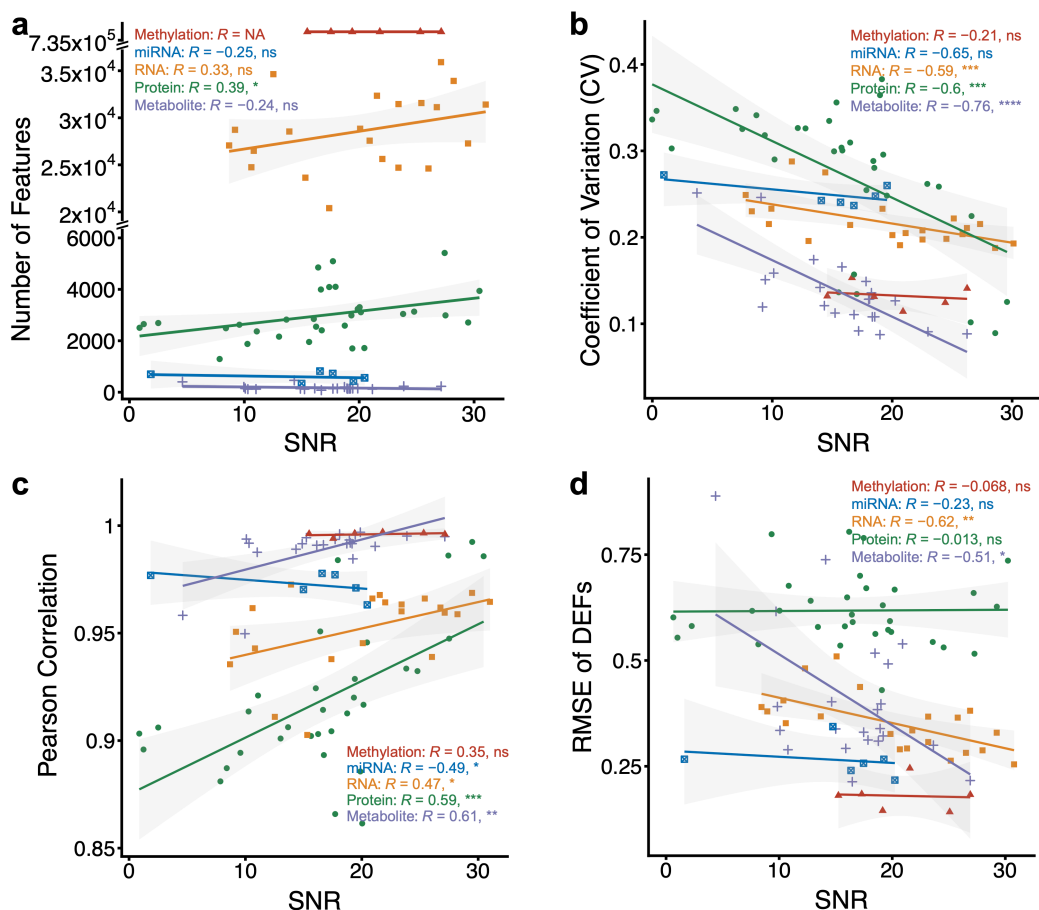 a
Methylation: R = NA
miRNA: R = −0.25, ns
RNA: R = 0.33, ns
Protein: R = 0.39, *
Metabolite: R = −0.24, ns
7.35x10⁵
3.5x10⁴
3x10⁴
2.5x10⁴
2x10⁴
6000
4000
2000
0
Number of Features
0 10 20 30
SNR
b
Methylation: R = −0.21, ns
miRNA: R = −0.65, ns
RNA: R = −0.59, ***
Protein: R = −0.6, ***
Metabolite: R = −0.76, ****
0.4
0.3
0.2
0.1
Coefficient of Variation (CV)
0 10 20 30
SNR
c
1
0.95
0.9
0.85
Pearson Correlation
Methylation: R = 0.35, ns
miRNA: R = −0.49, *
RNA: R = 0.47, *
Protein: R = 0.59, ***
Metabolite: R = 0.61, **
0 10 20 30
SNR
d
Methylation: R = −0.068, ns
miRNA: R = −0.23, ns
RNA: R = −0.62, **
Protein: R = −0.013, ns
Metabolite: R = −0.51, *
0.75
0.5
0.25
RMSE of DEFs
0 10 20 30
SNR